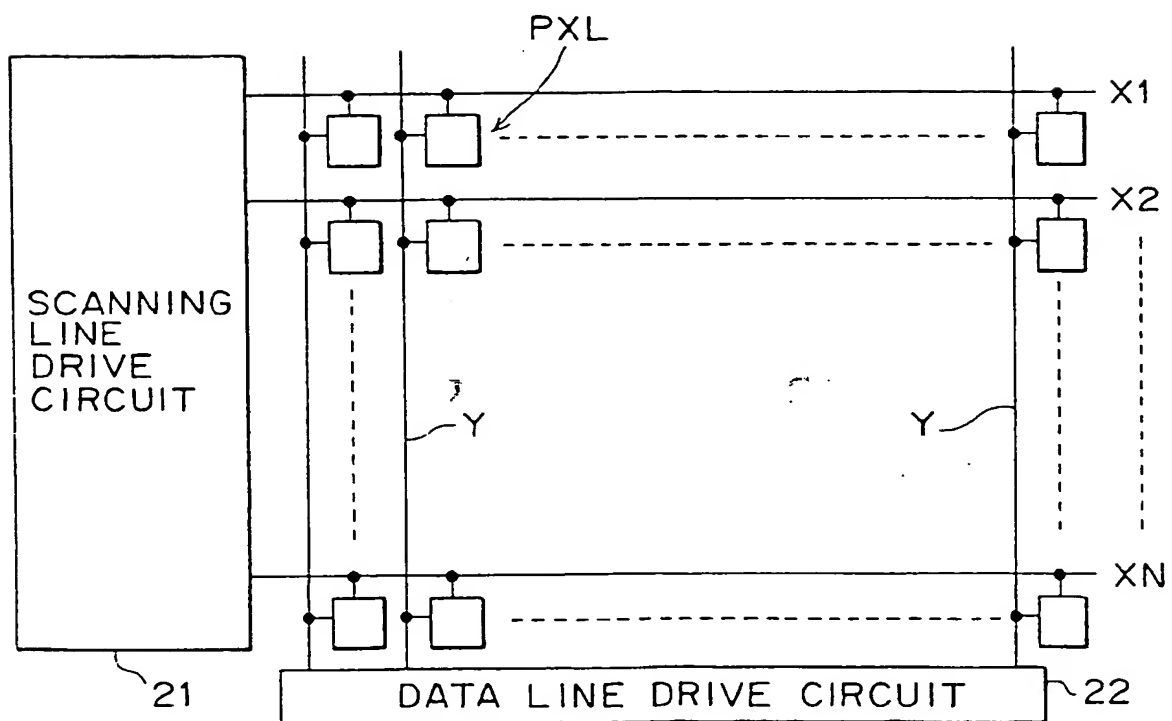 PXL
X1
X2
SCANNING
LINE
DRIVE
CIRCUIT
Y
Y
XN
21
DATA LINE DRIVE CIRCUIT
22